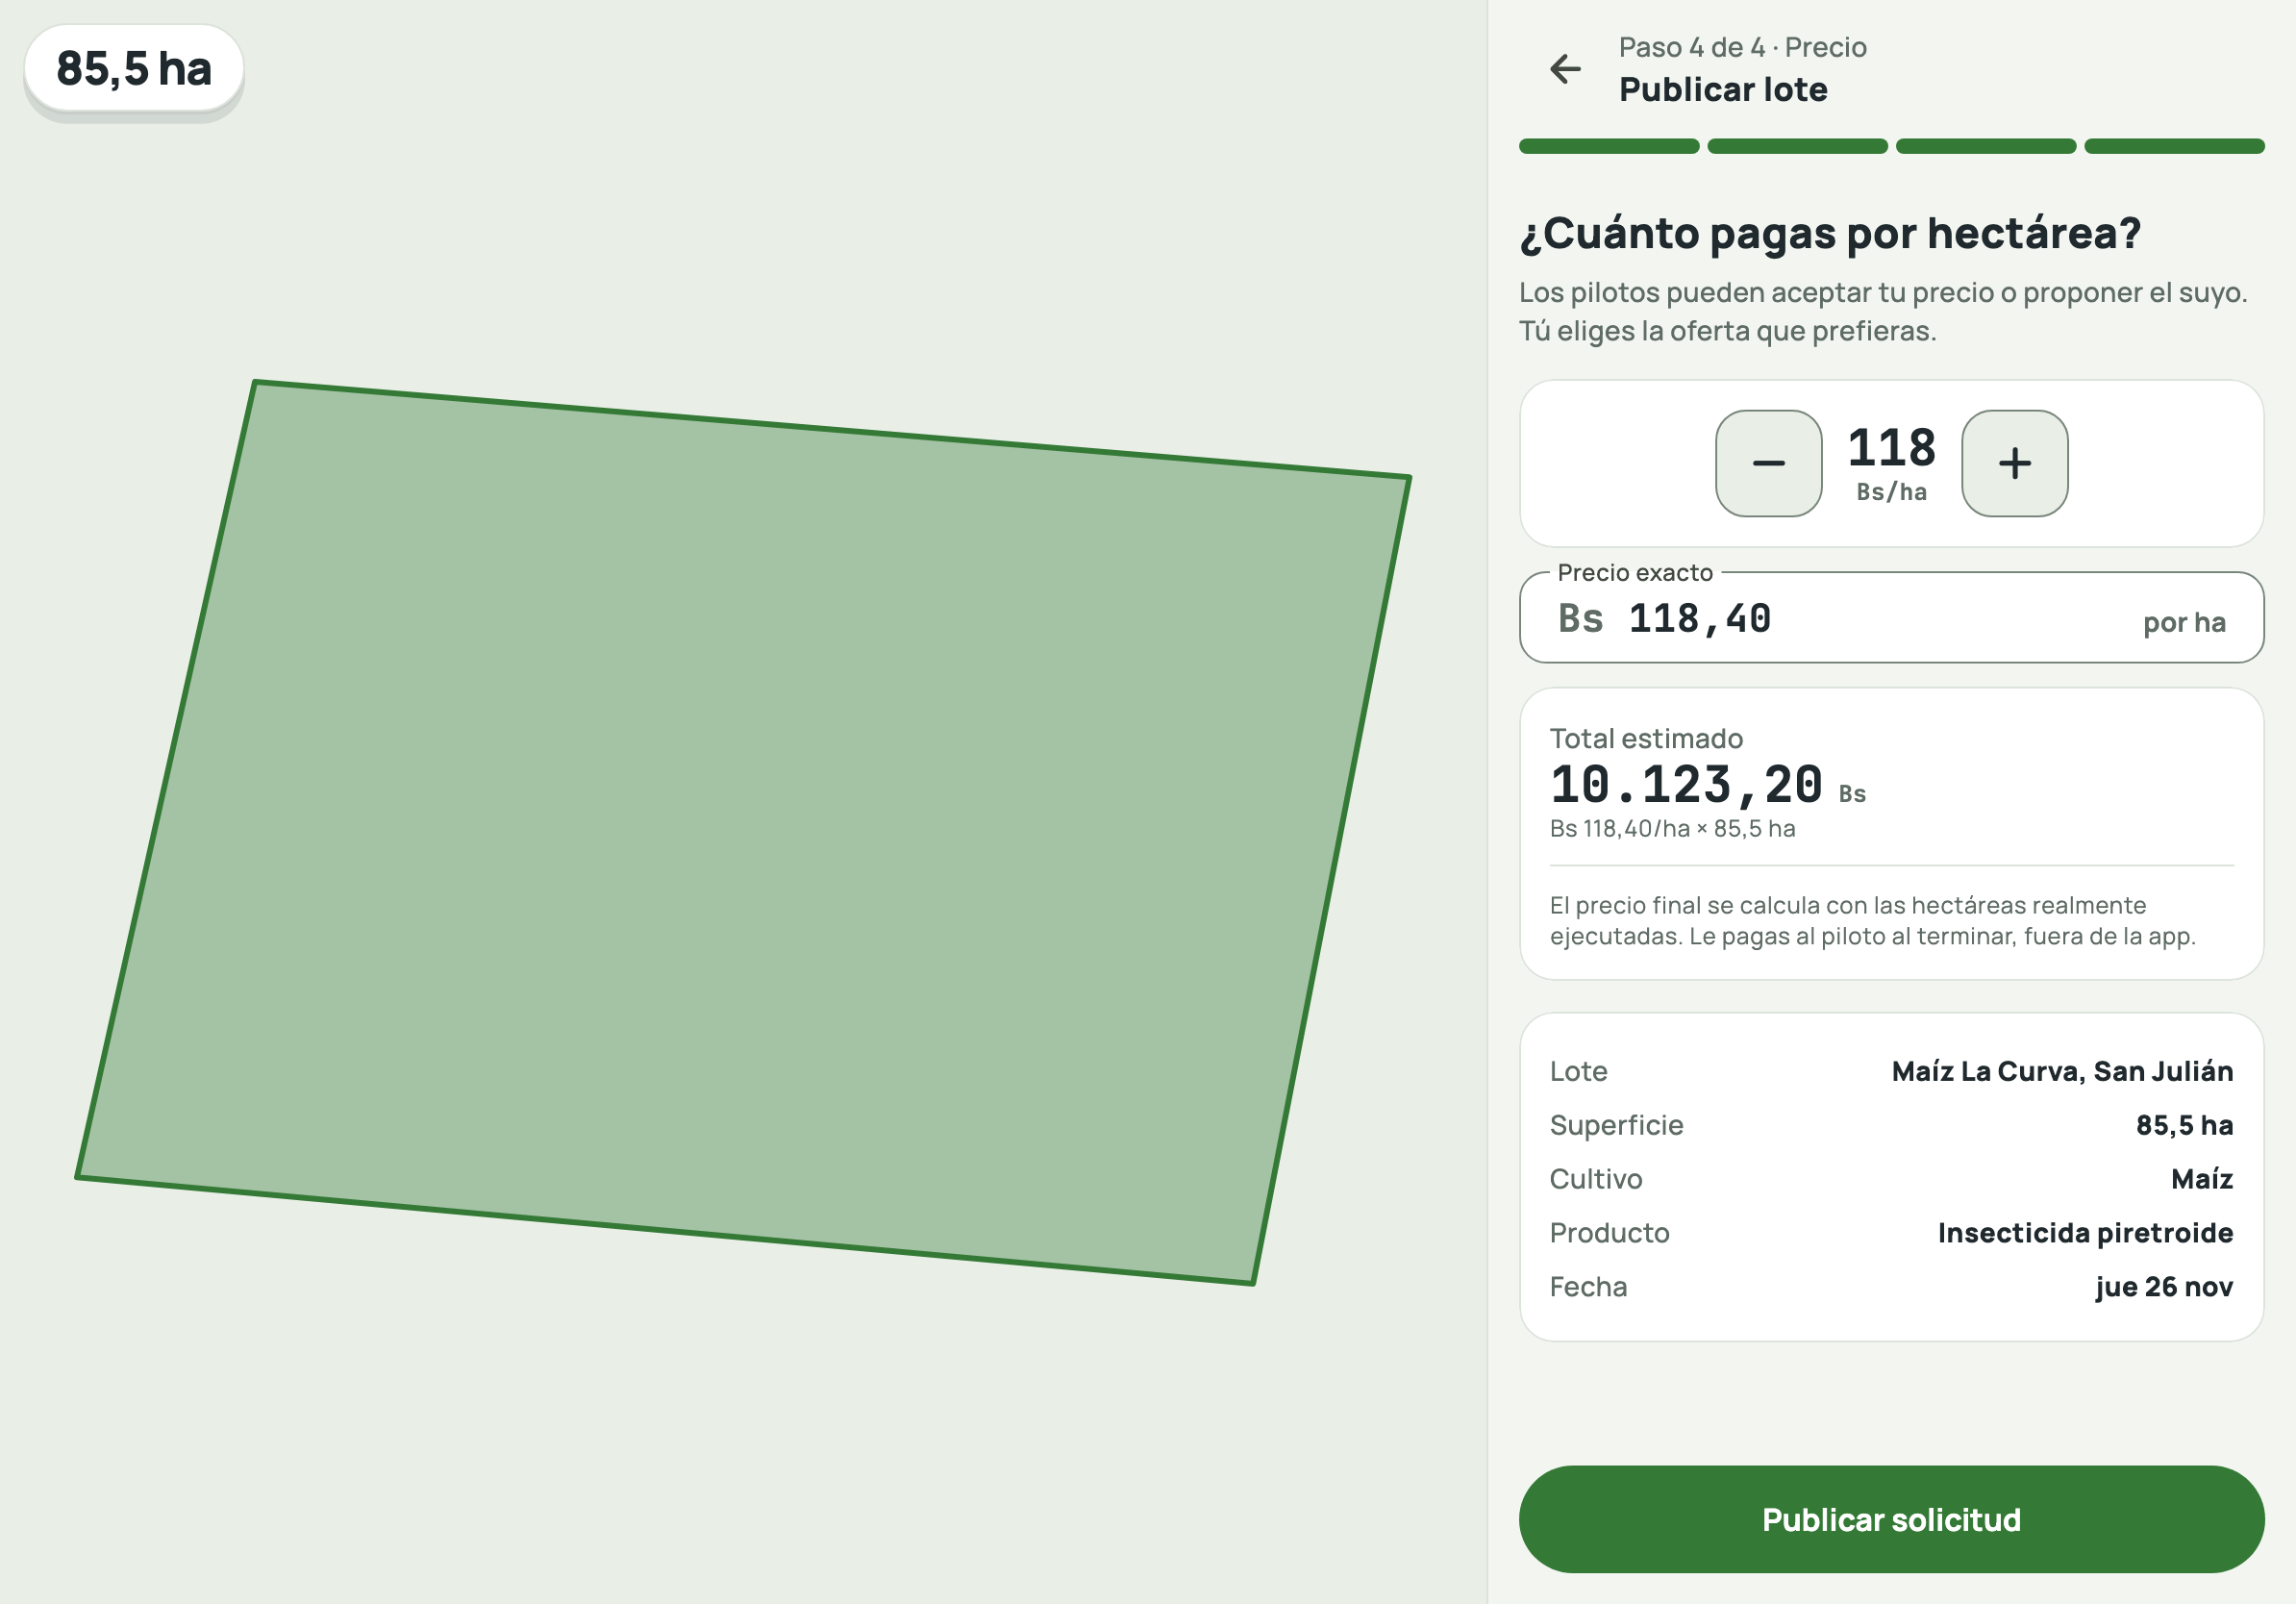 85,5 ha
Paso 4 de 4 · Precio
Publicar lote
¿Cuánto pagas por hectárea?
Los pilotos pueden aceptar tu precio o proponer el suyo.
Tú eliges la oferta que prefieras.
−
118
+
Bs/ha
Precio exacto
Bs 118,40 por ha
Total estimado
10.123,20 Bs
Bs 118,40/ha × 85,5 ha
El precio final se calcula con las hectáreas realmente
ejecutadas. Le pagas al piloto al terminar, fuera de la app.
Lote Maíz La Curva, San Julián
Superficie 85,5 ha
Cultivo Maíz
Producto Insecticida piretroide
Fecha jue 26 nov
Publicar solicitud